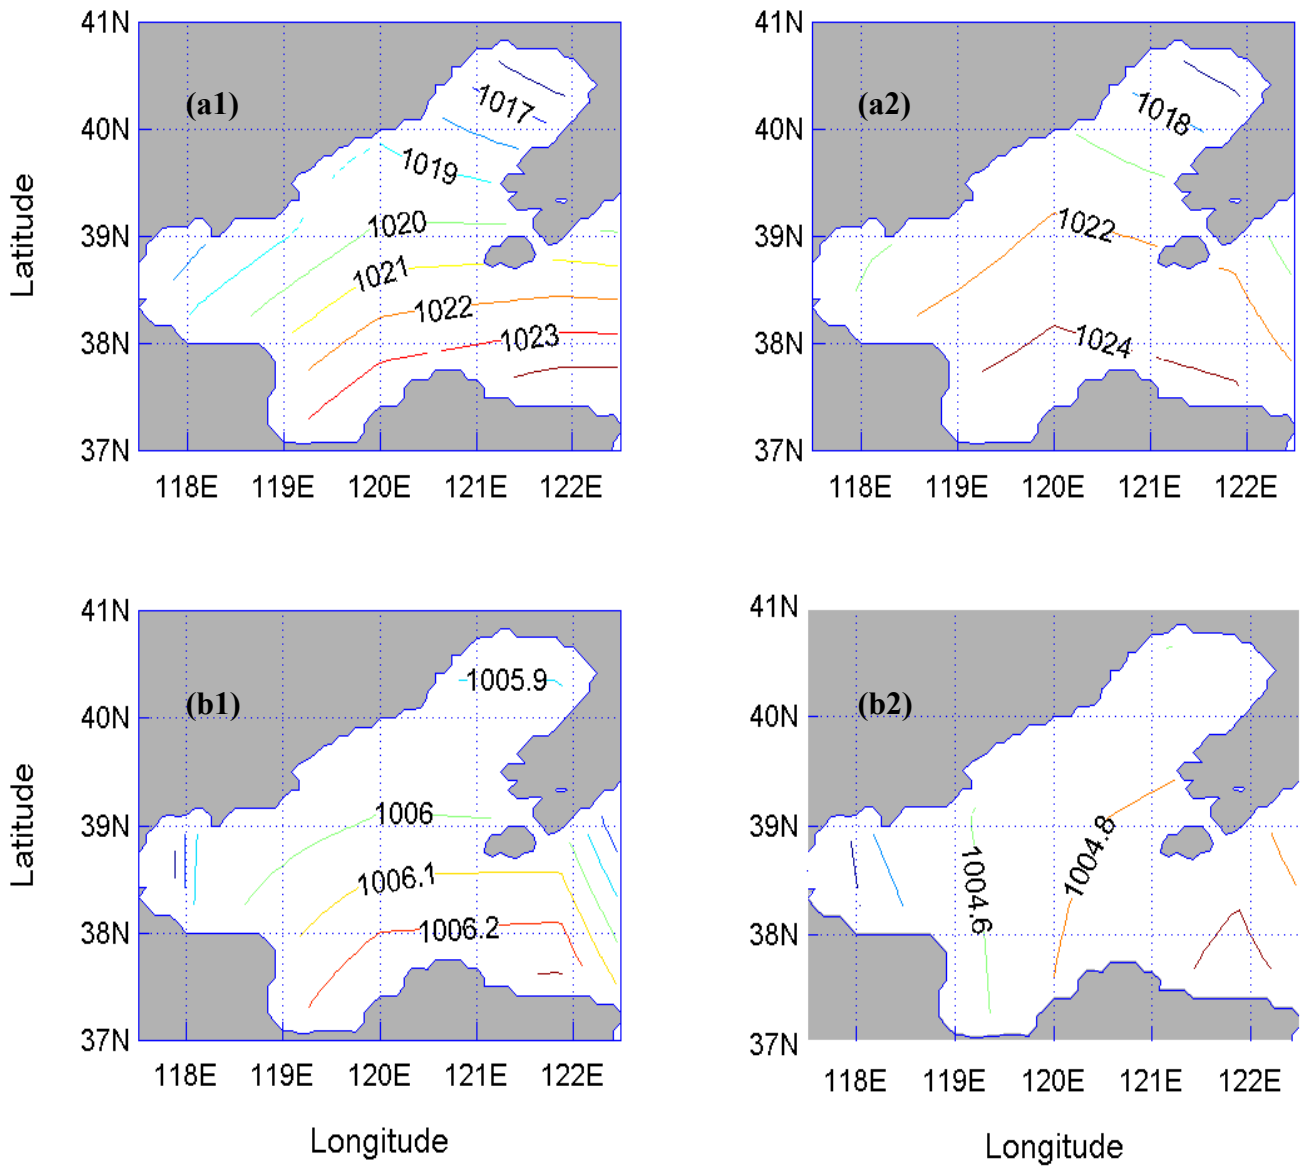 41N
(a1)
1017
40N
1019
1020
39N
1021
1022
1023
38N
37N
118E 119E 120E 121E 122E
Latitude
41N
(a2)
1018
40N
1022
39N
1024
38N
37N
118E 119E 120E 121E 122E
41N
(b1)
1005.9
40N
1006
39N
1006.1
1006.2
38N
37N
118E 119E 120E 121E 122E
Latitude
Longitude
41N
(b2)
40N
1004.8
39N
1004.6
38N
37N
118E 119E 120E 121E 122E
Longitude